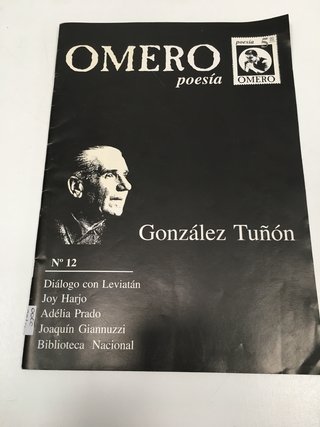 OMERO
poesía
poesía 5
OMERO
González Tuñón
Nº 12
Diálogo con Leviatán
Joy Harjo
Adélia Prado
Joaquín Giannuzzi
Biblioteca Nacional